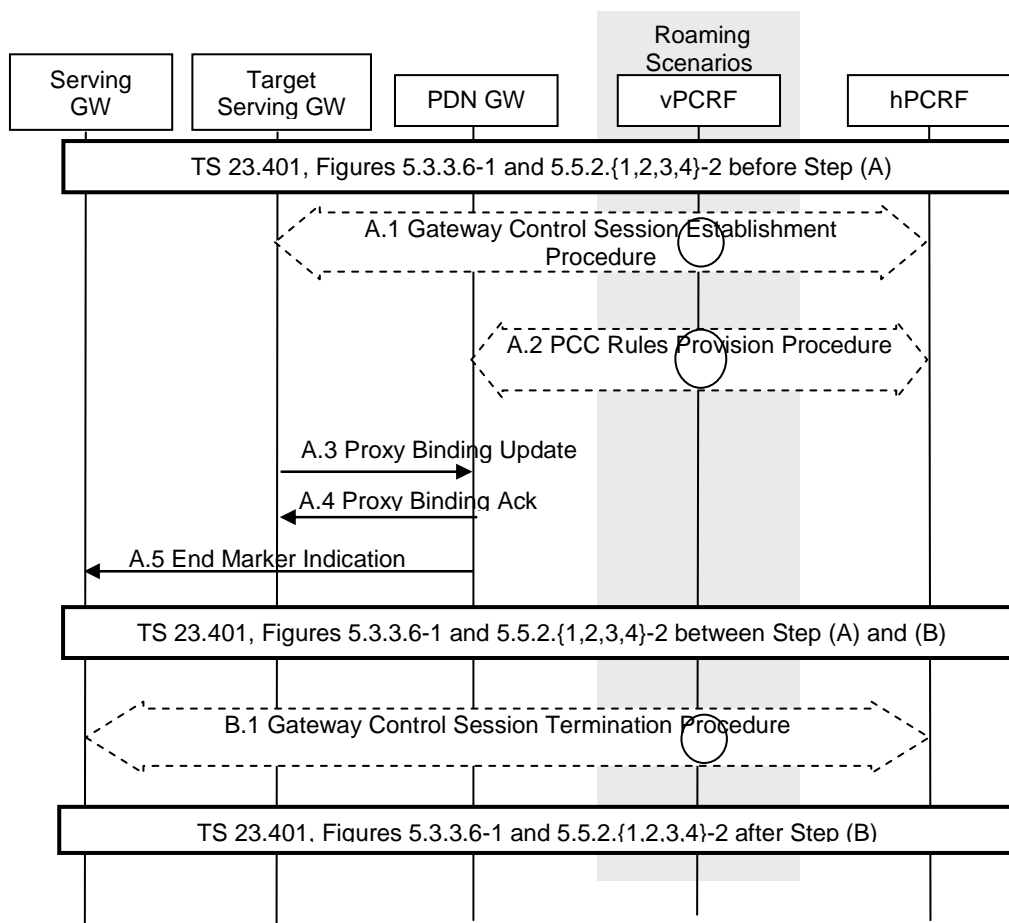 Roaming
Scenarios
Serving
GW
Target
Serving GW
PDN GW
vPCRF
hPCRF
TS 23.401, Figures 5.3.3.6-1 and 5.5.2.{1,2,3,4}-2 before Step (A)
A.1 Gateway Control Session Establishment
Procedure
A.2 PCC Rules Provision Procedure
A.3 Proxy Binding Update
A.4 Proxy Binding Ack
A.5 End Marker Indication
TS 23.401, Figures 5.3.3.6-1 and 5.5.2.{1,2,3,4}-2 between Step (A) and (B)
B.1 Gateway Control Session Termination Procedure
TS 23.401, Figures 5.3.3.6-1 and 5.5.2.{1,2,3,4}-2 after Step (B)